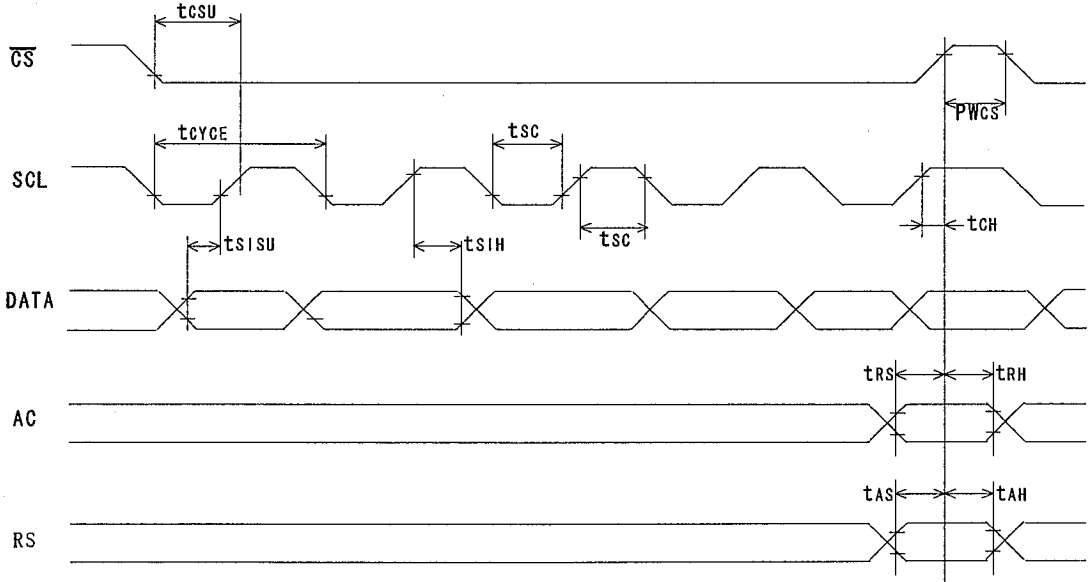 tCSU
CS
PWCS
tCYCE
tSC
SCL
tSC
tCH
tSISU
tSIH
DATA
tRS
tRH
AC
tAS
tAH
RS